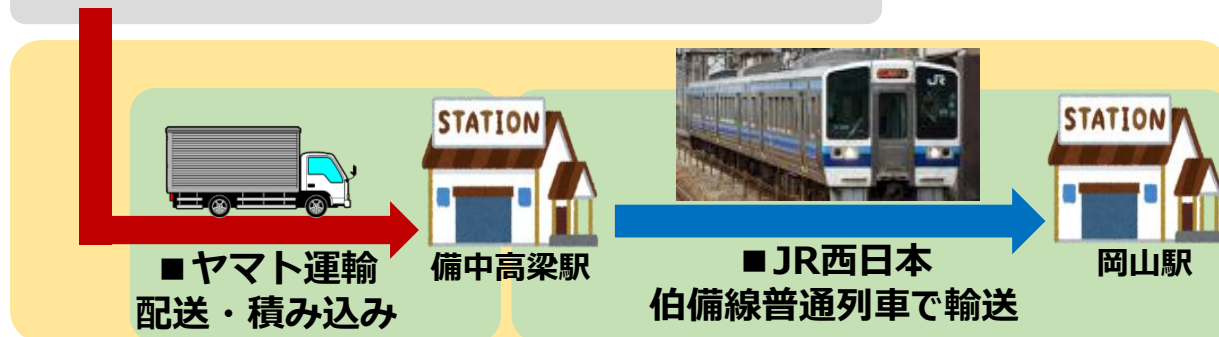 STATION
JR
STATION
■ヤマト運輸
配送・積み込み
備中高梁駅
■JR西日本
伯備線普通列車で輸送
岡山駅